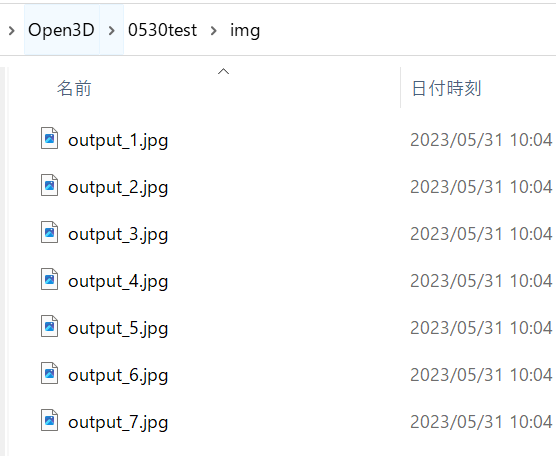 Open3D > 0530test > img
名前 日付時刻
output_1.jpg 2023/05/31 10:04
output_2.jpg 2023/05/31 10:04
output_3.jpg 2023/05/31 10:04
output_4.jpg 2023/05/31 10:04
output_5.jpg 2023/05/31 10:04
output_6.jpg 2023/05/31 10:04
output_7.jpg 2023/05/31 10:04